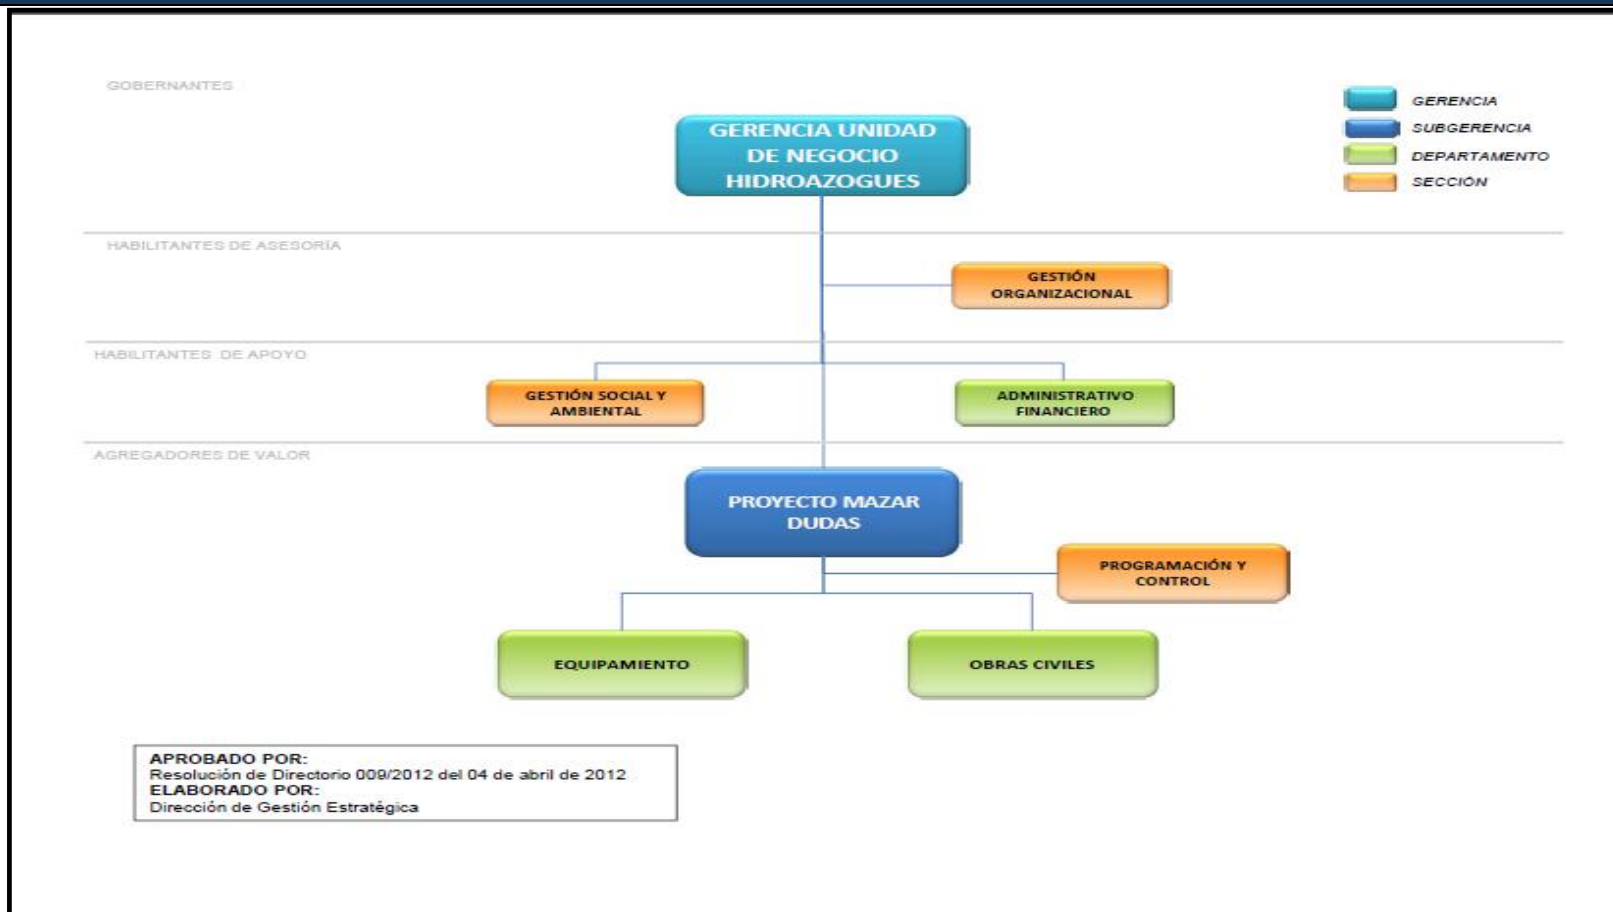 GOBERNANTES
GERENCIA
SUBGERENCIA
DEPARTAMENTO
SECCIÓN
GERENCIA UNIDAD
DE NEGOCIO
HIDROAZOGUES
HABILITANTES DE ASESORÍA
GESTIÓN
ORGANIZACIONAL
HABILITANTES DE APOYO
GESTIÓN SOCIAL Y
AMBIENTAL
ADMINISTRATIVO
FINANCIERO
AGREGADORES DE VALOR
PROYECTO MAZAR
DUDAS
PROGRAMACIÓN Y
CONTROL
EQUIPAMIENTO
OBRAS CIVILES
APROBADO POR:
Resolución de Directorio 009/2012 del 04 de abril de 2012
ELABORADO POR:
Dirección de Gestión Estratégica